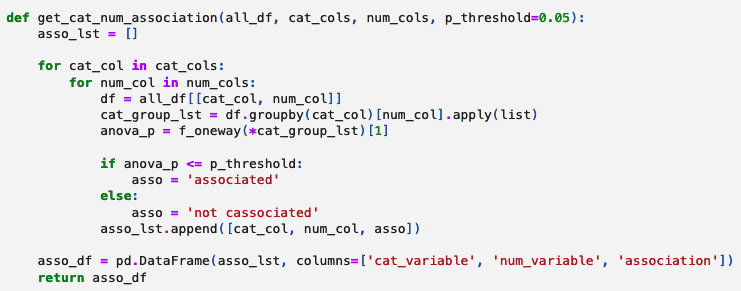 def get_cat_num_association(all_df, cat_cols, num_cols, p_threshold=0.05):
    asso_lst = []

    for cat_col in cat_cols:
        for num_col in num_cols:
            df = all_df[[cat_col, num_col]]
            cat_group_lst = df.groupby(cat_col)[num_col].apply(list)
            anova_p = f_oneway(*cat_group_lst)[1]

            if anova_p <= p_threshold:
                asso = 'associated'
            else:
                asso = 'not cassociated'
            asso_lst.append([cat_col, num_col, asso])

    asso_df = pd.DataFrame(asso_lst, columns=['cat_variable', 'num_variable', 'association'])
    return asso_df